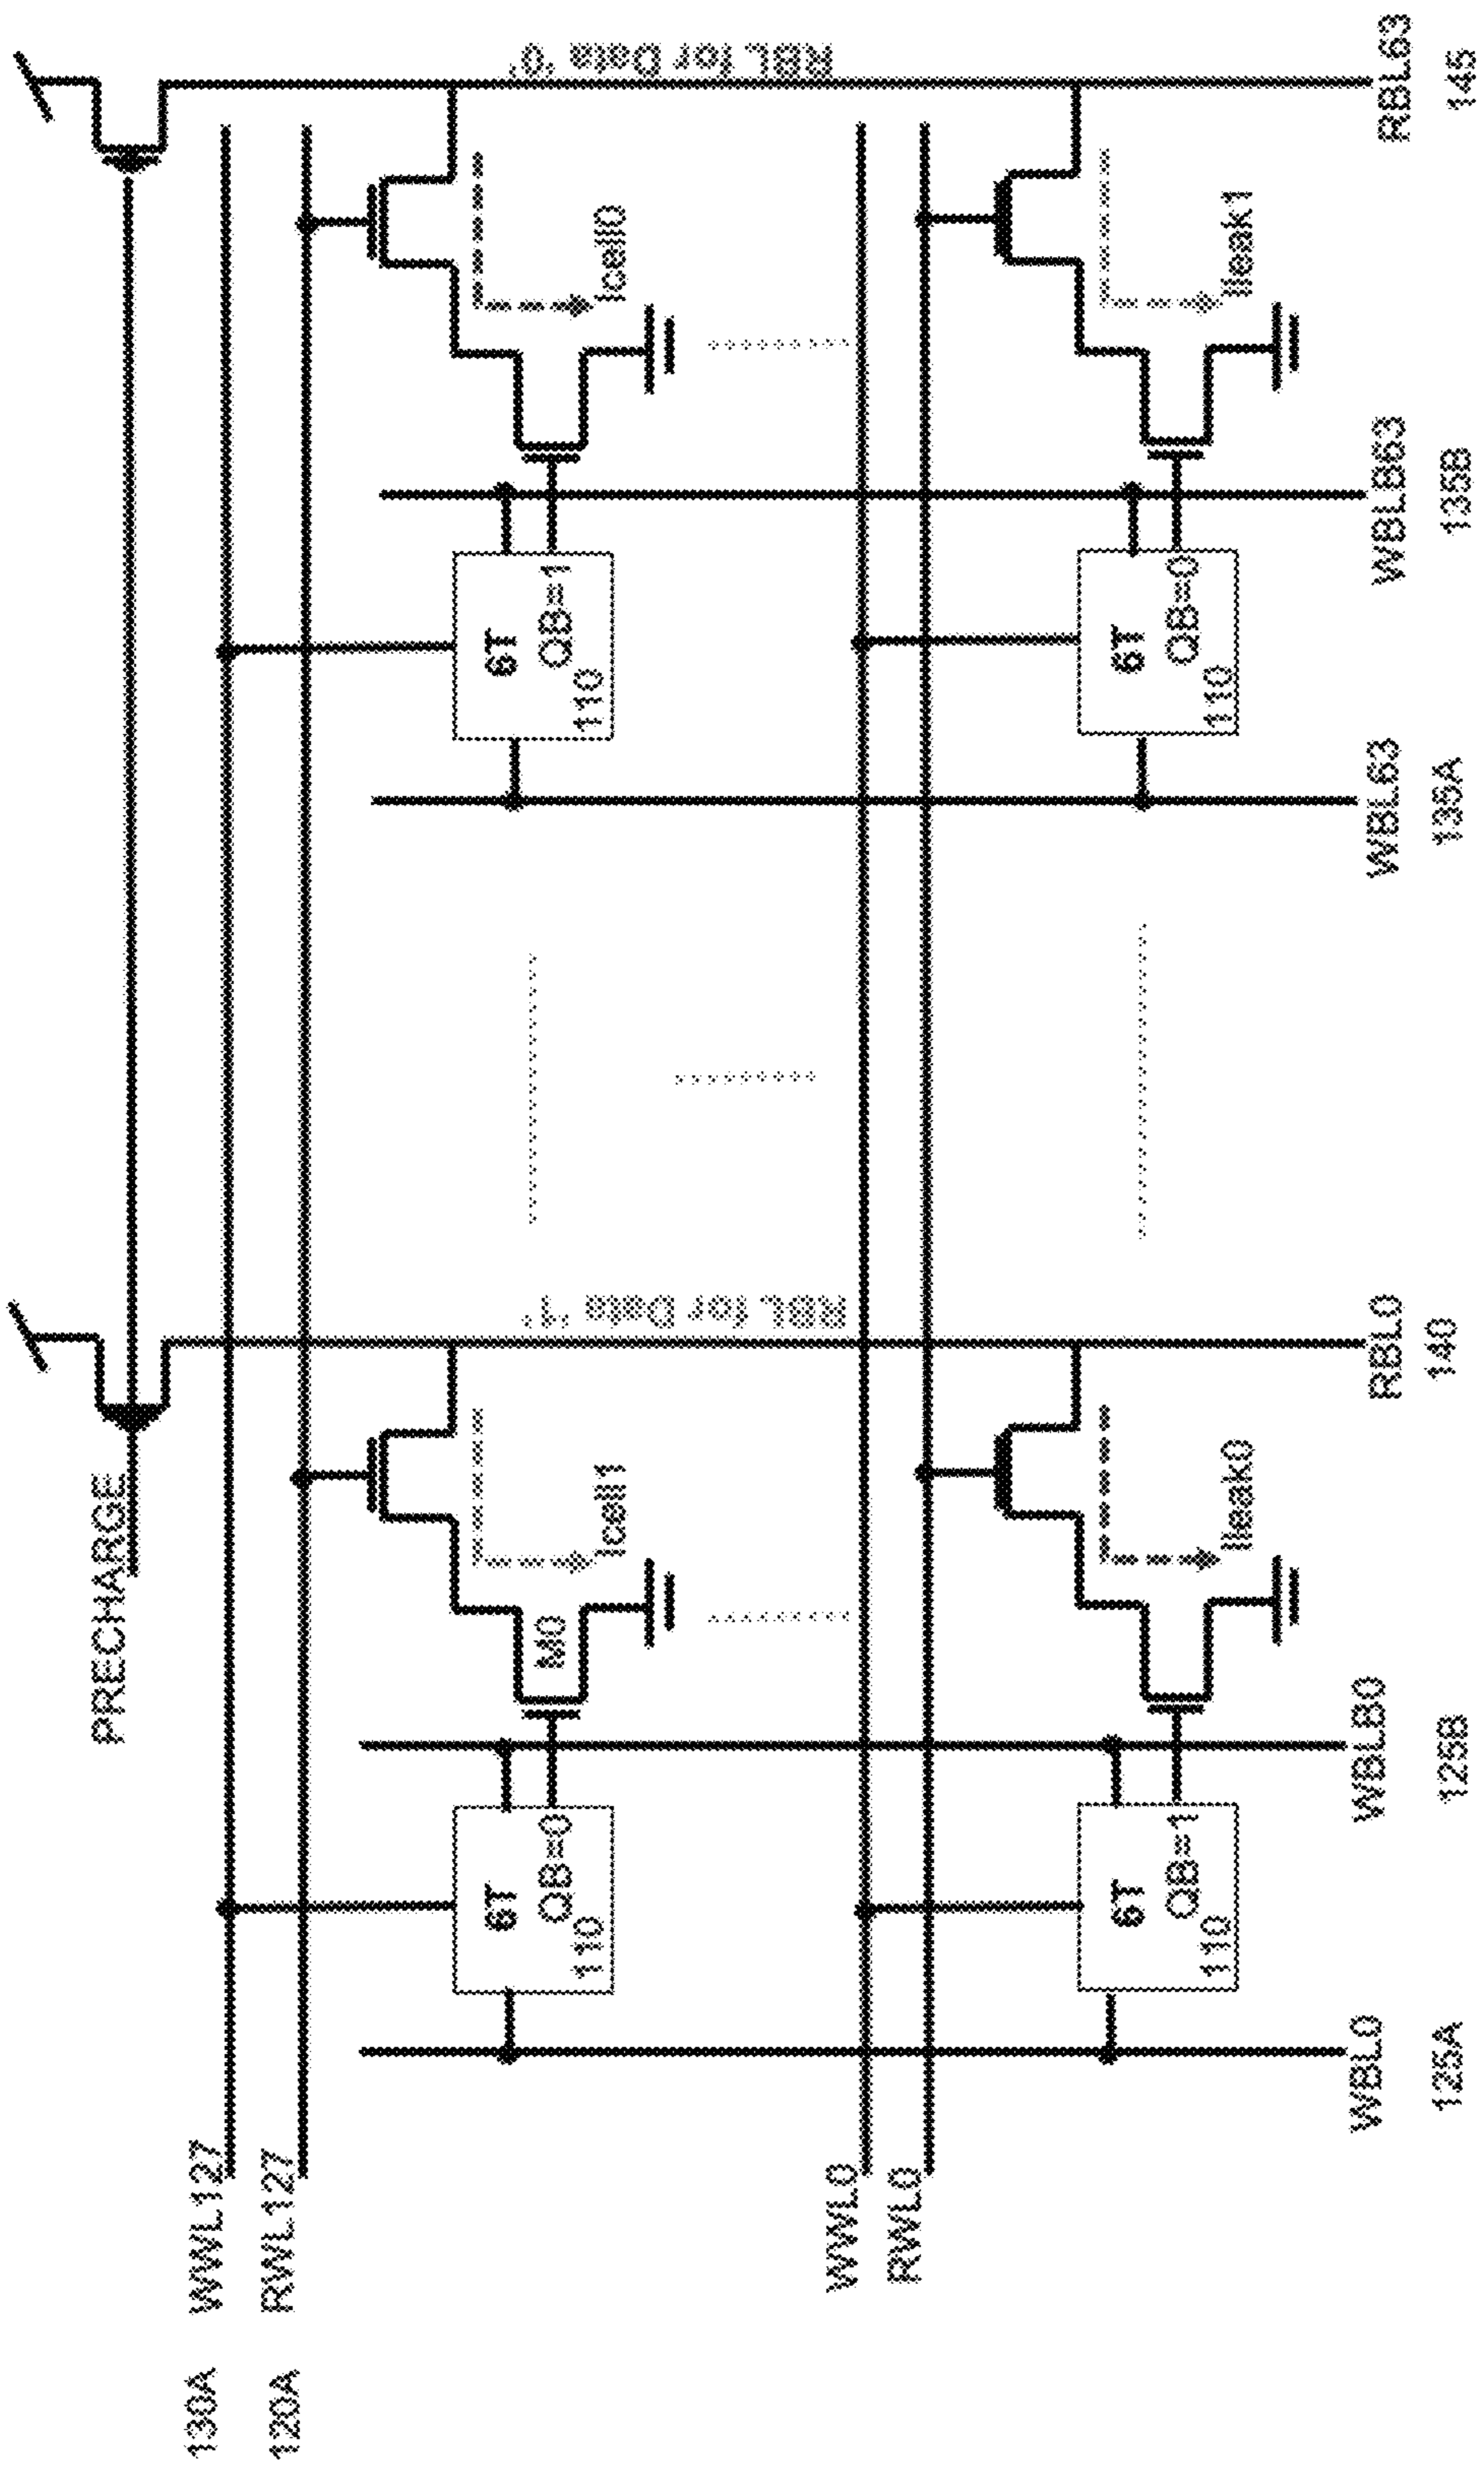 PRECHARGE
130A WWL127
120A RWL127
6T
QB=0
110
M0
Icell1
RBL for Data '1'
6T
QB=1
110
Icell0
RBL for Data '0'
WWL0
RWL0
6T
QB=1
110
Ileak0
6T
QB=0
110
Ileak1
WBL0
WBLB0
RBL0
WBL63
WBLB63
RBL63
125A
125B
140
135A
135B
145